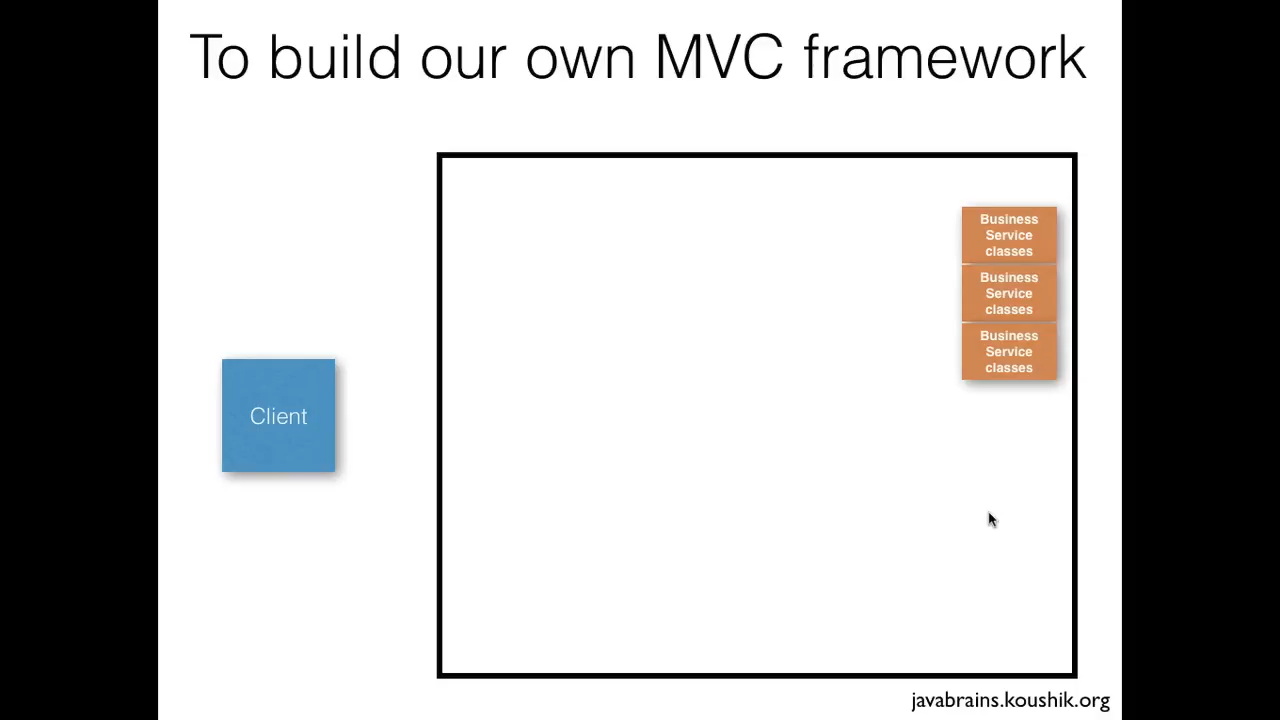 To build our own MVC framework
Business
Service
classes
Business
Service
classes
Business
Service
classes
Client
javabrains.koushik.org